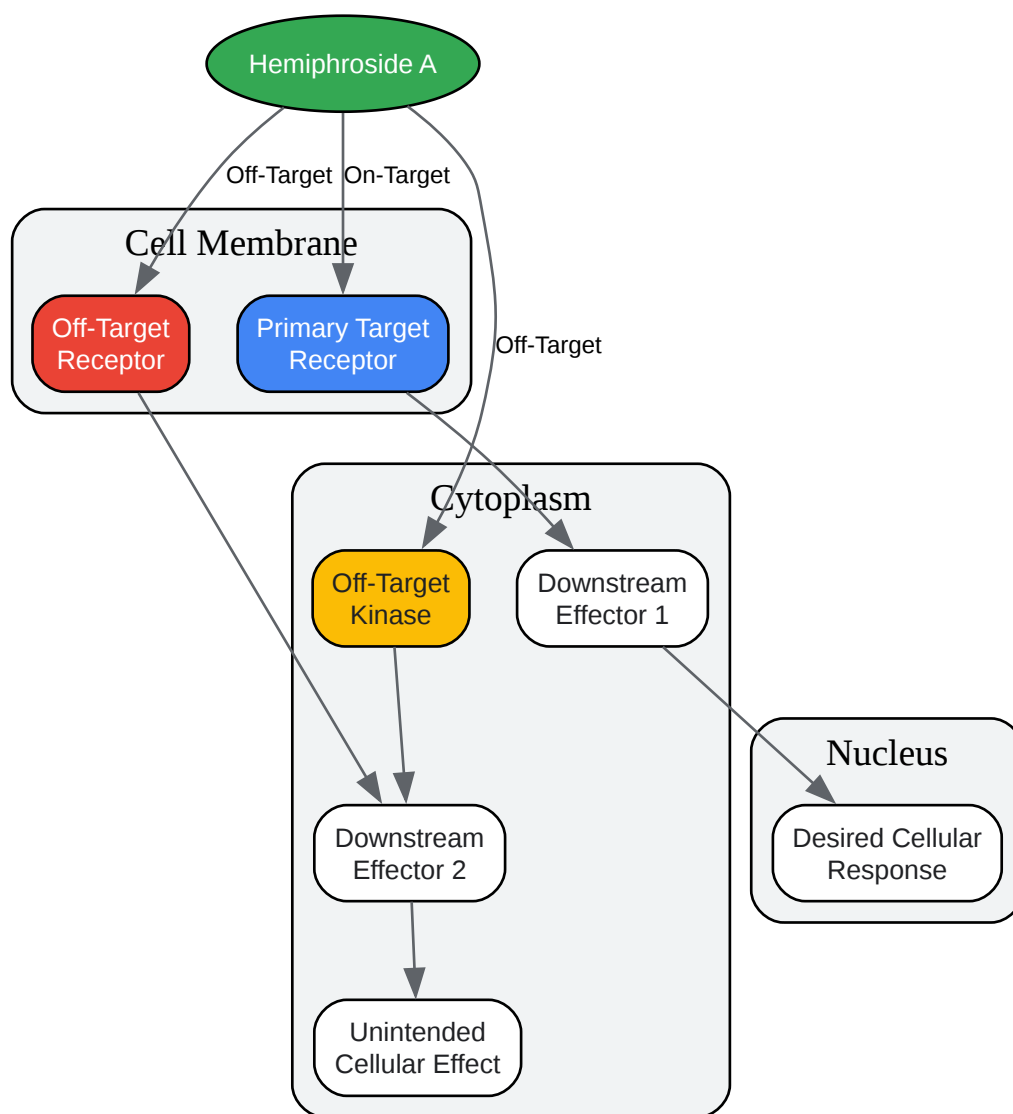 Hemiphroside A
Off-Target
On-Target
Cell Membrane
Off-Target
Receptor
Primary Target
Receptor
Off-Target
Cytoplasm
Off-Target
Kinase
Downstream
Effector 1
Nucleus
Downstream
Effector 2
Desired Cellular
Response
Unintended
Cellular Effect